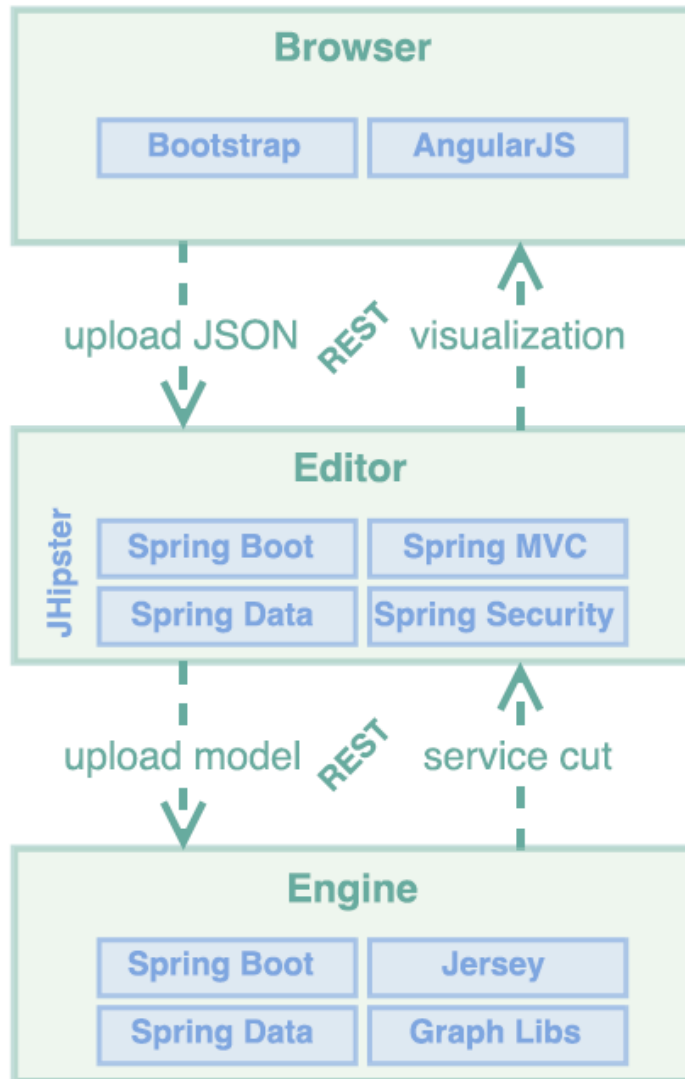 Browser
Bootstrap
AngularJS
upload JSON
REST
visualization
Editor
JHipster
Spring Boot
Spring MVC
Spring Data
Spring Security
upload model
REST
service cut
Engine
Spring Boot
Jersey
Spring Data
Graph Libs